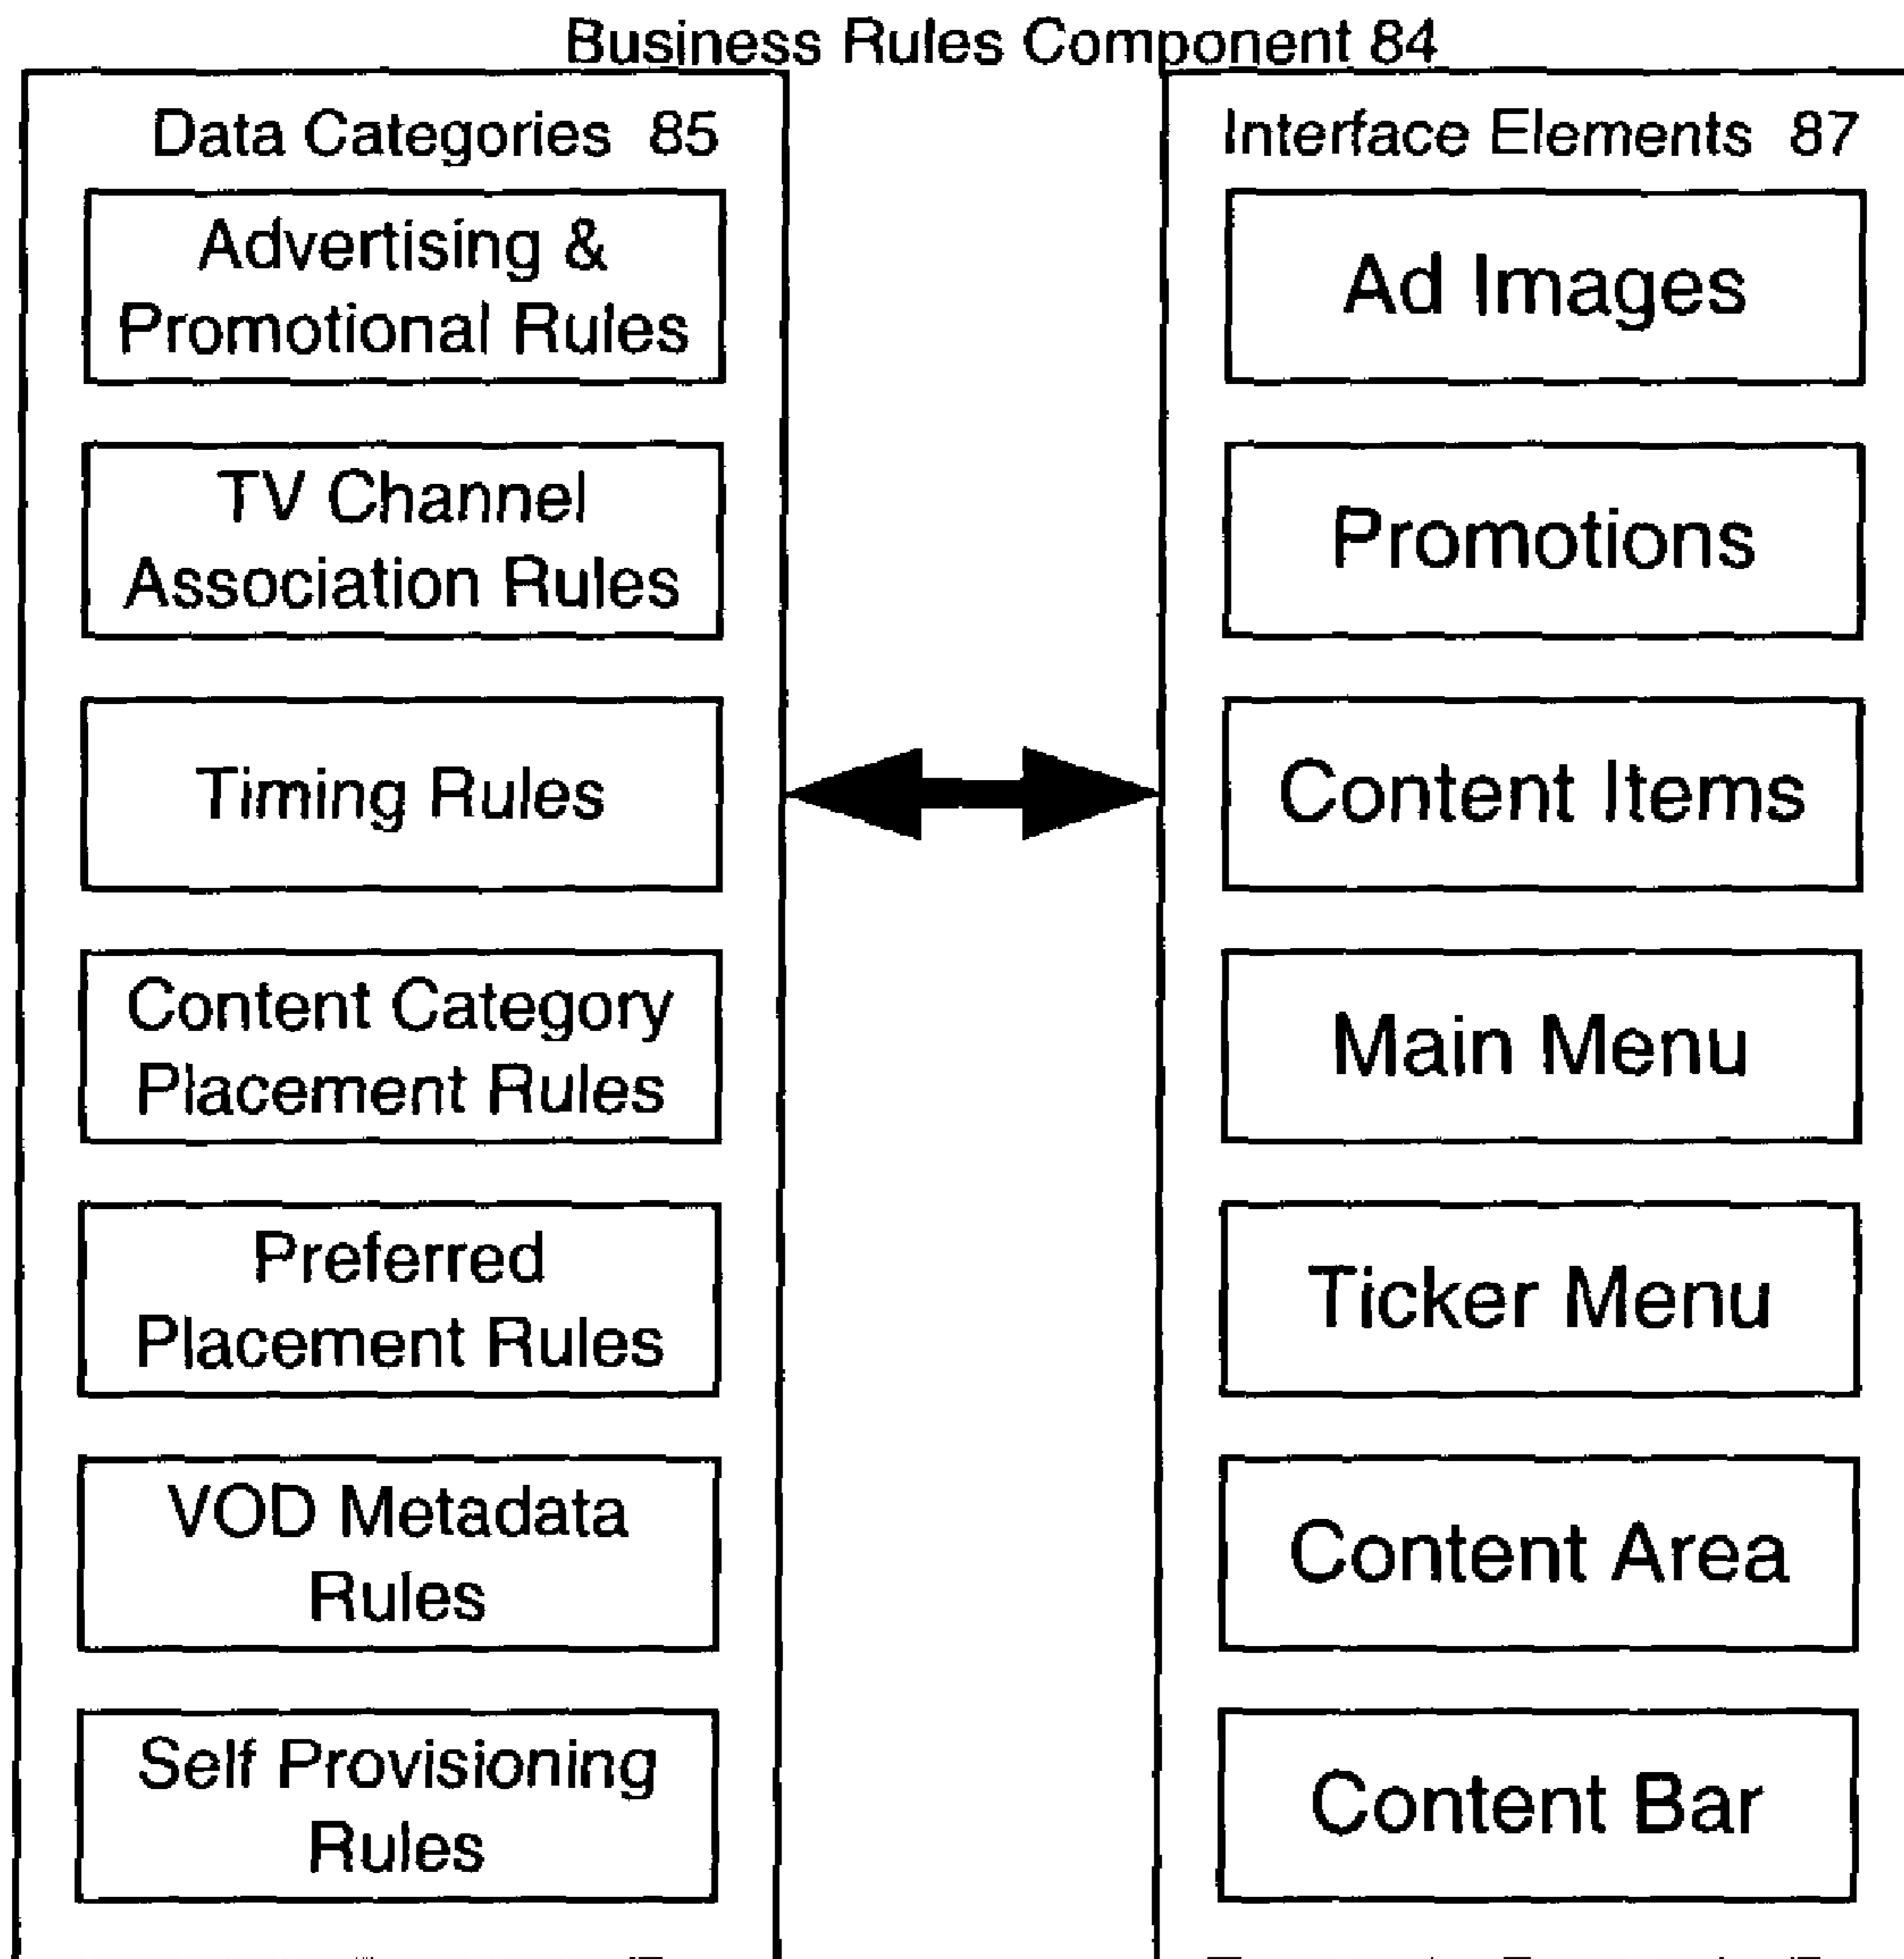 Business Rules Component 84
Data Categories 85
Advertising &
Promotional Rules
TV Channel
Association Rules
Timing Rules
Content Category
Placement Rules
Preferred
Placement Rules
VOD Metadata
Rules
Self Provisioning
Rules
Interface Elements 87
Ad Images
Promotions
Content Items
Main Menu
Ticker Menu
Content Area
Content Bar